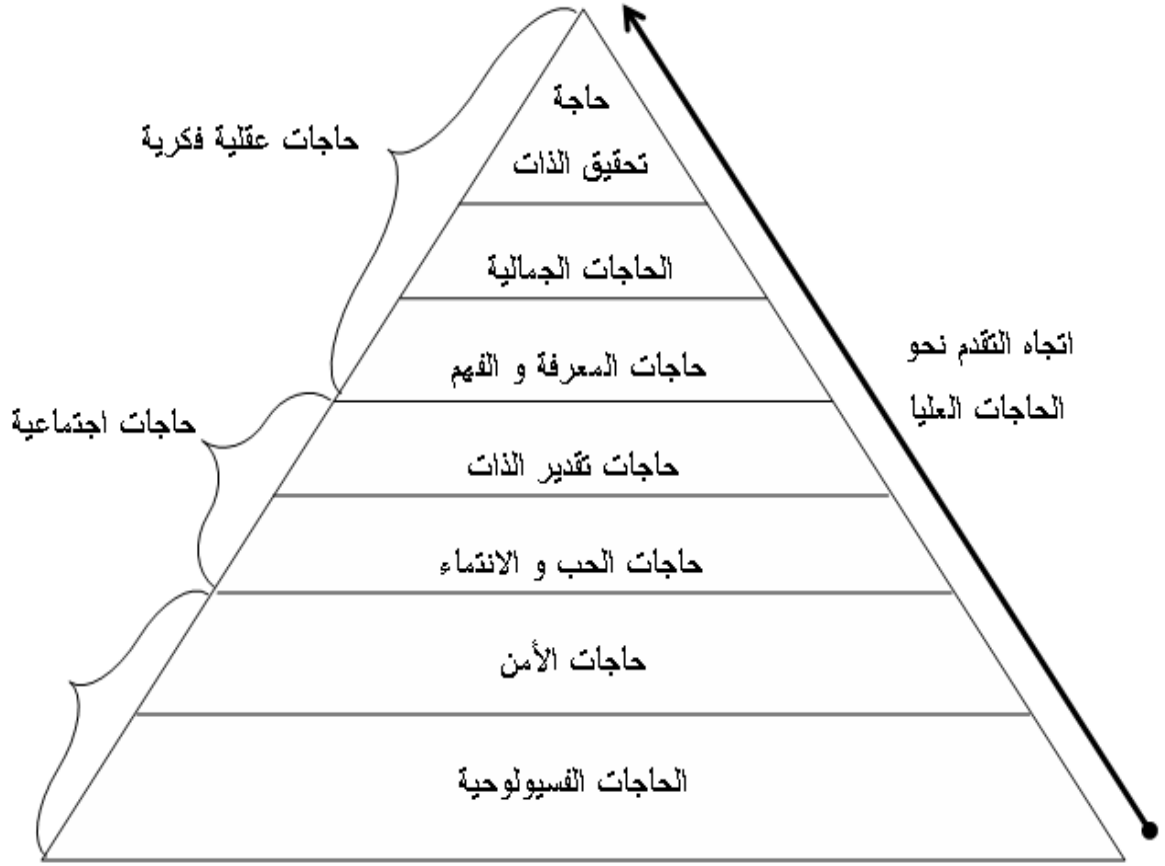 حاجة
تحقيق الذات
حاجات عقلية فكرية
الحاجات الجمالية
اتجاه التقدم نحو
الحاجات العليا
حاجات المعرفة و الفهم
حاجات اجتماعية
حاجات تقدير الذات
حاجات الحب و الانتماء
حاجات الأمن
الحاجات الفسيولوحية